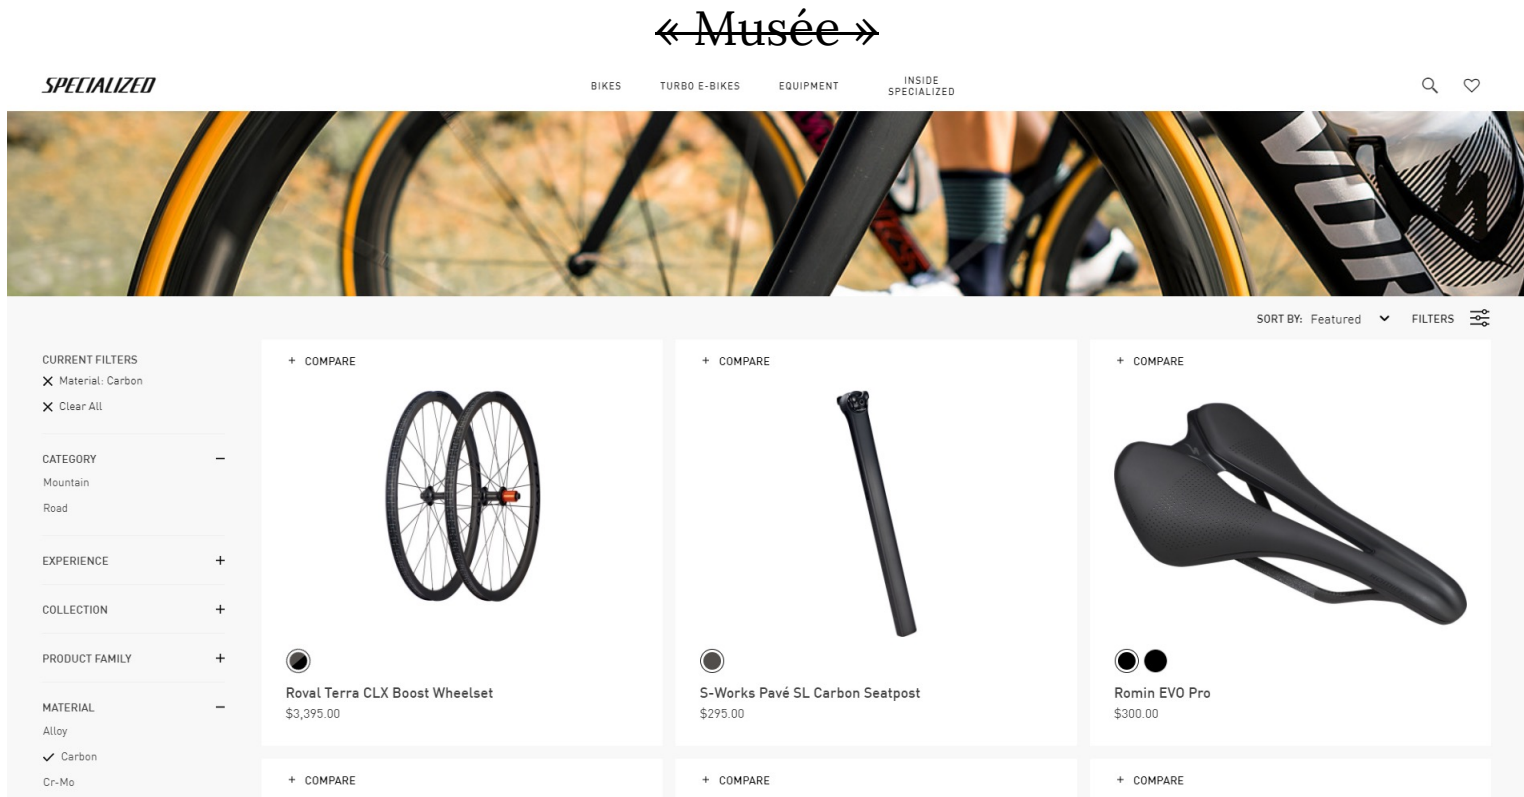 « Musée »
SPECIALIZED
BIKES
TURBO E-BIKES
EQUIPMENT
INSIDE
SPECIALIZED
SORT BY: Featured
FILTERS
CURRENT FILTERS
Material: Carbon
Clear All
CATEGORY
Mountain
Road
EXPERIENCE
COLLECTION
PRODUCT FAMILY
MATERIAL
Alloy
Carbon
Cr-Mo
+ COMPARE
Roval Terra CLX Boost Wheelset
$3,395.00
+ COMPARE
S-Works Pavé SL Carbon Seatpost
$295.00
+ COMPARE
Romin EVO Pro
$300.00
+ COMPARE
+ COMPARE
+ COMPARE